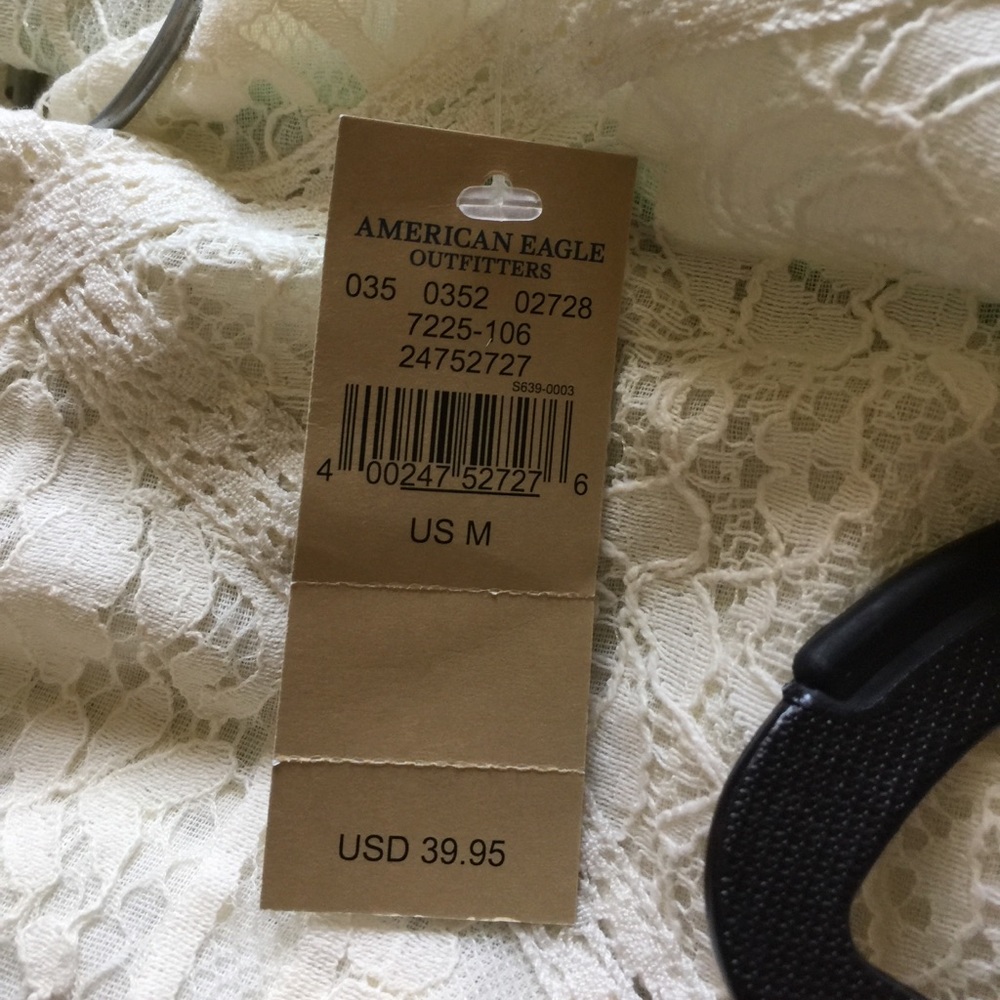 AMERICAN EAGLE
OUTFITTERS
035 0352 02728
7225-106
24752727
S639-0003
4 00247 52727 6
US M
USD 39.95